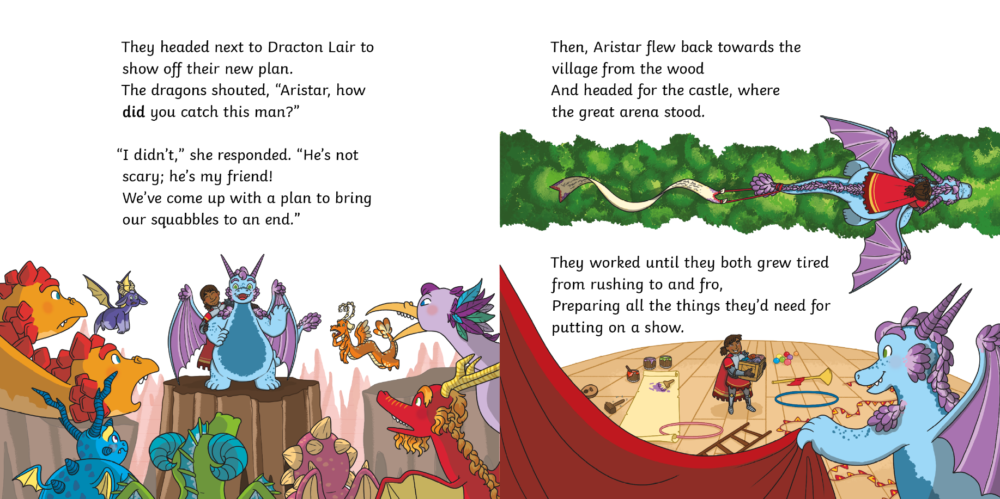 They headed next to Dracton Lair to
show off their new plan.
The dragons shouted, “Aristar, how
did you catch this man?”
“I didn’t,” she responded. “He’s not
scary; he’s my friend!
We’ve come up with a plan to bring
our squabbles to an end.”
Then, Aristar flew back towards the
village from the wood
And headed for the castle, where
the great arena stood.
They worked until they both grew tired
from rushing to and fro,
Preparing all the things they’d need for
putting on a show.